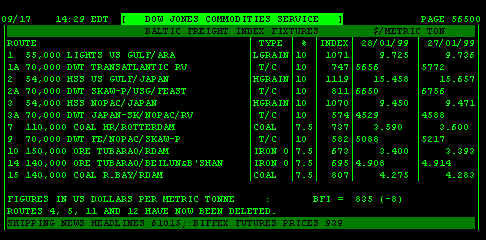 09/17 14:29 EDT [ DOW JONES COMMODITIES SERVICE ] PAGE 56500
BALTIC FREIGHT INDEX FIXTURES $/METRIC TON
ROUTE TYPE % INDEX 28/01/99 27/01/99
1 55,000 LIGHTS US GULF/ARA LGRAIN 10 1071 9.725 9.736
1A 70,000 DWT TRANSATLANTIC RV T/C 10 747 5656 5772
2 54,000 HSS US GULF/JAPAN HGRAIN 10 1119 15.458 15.657
2A 70,000 DWT SKAW-P/USG/FEAST T/C 10 811 6650 6756
3 54,000 HSS NOPAC/JAPAN HGRAIN 10 1070 9.450 9.471
3A 70,000 DWT JAPAN-SK/NOPAC/RV T/C 10 574 4529 4588
7 110,000 COAL HR/ROTTERDAM COAL 7.5 737 3.590 3.600
9 70,000 DWT FE/NOPAC/SKAW-P T/C 10 582 5088 5217
10 150,000 ORE TUBARAO/RDAM IRON O 7.5 673 3.400 3.393
14 140,000 ORE TUBARAO/BEILUN&B'SHAN IRON O 7.5 695 4.908 4.914
15 140,000 COAL R.BAY/RDAM COAL 7.5 807 4.275 4.283
FIGURES IN US DOLLARS PER METRIC TONNE : BFI = 835 (-8)
ROUTES 4, 5, 11 AND 12 HAVE NOW BEEN DELETED.
SHIPPING NEWS HEADLINES 61015; BIFFEX FUTURES PRICES 939